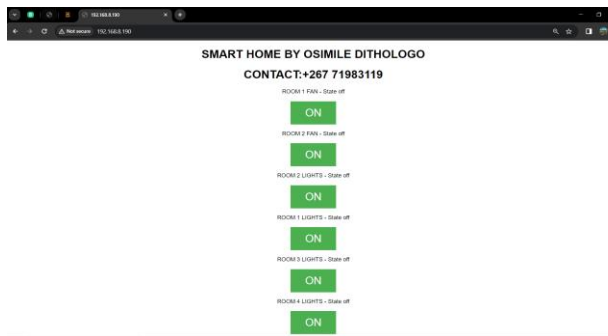 192.168.8.190
Not secure 192.168.8.190
SMART HOME BY OSIMILE DITHOLOGO
CONTACT:+267 71983119
ROOM 1 FAN - State off
ON
ROOM 2 FAN - State off
ON
ROOM 2 LIGHTS - State off
ON
ROOM 1 LIGHTS - State off
ON
ROOM 3 LIGHTS - State off
ON
ROOM 4 LIGHTS - State off
ON